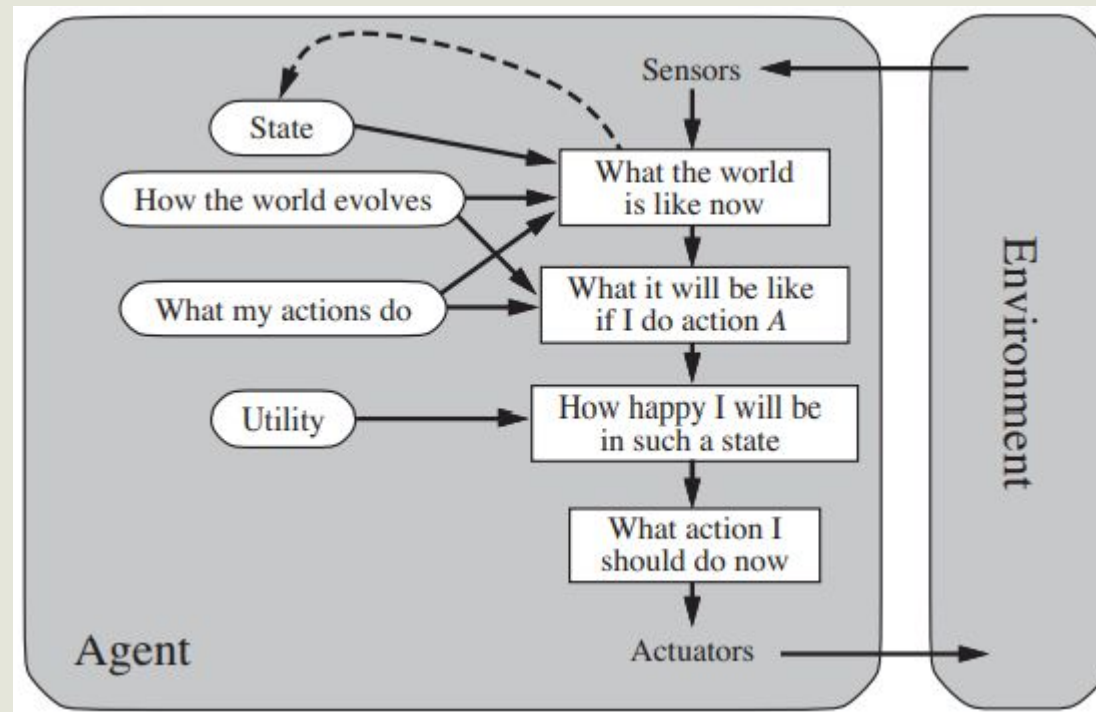 Sensors
State
What the world
is like now
How the world evolves
What it will be like
if I do action A
What my actions do
How happy I will be
in such a state
Utility
What action I
should do now
Actuators
Agent
Environment